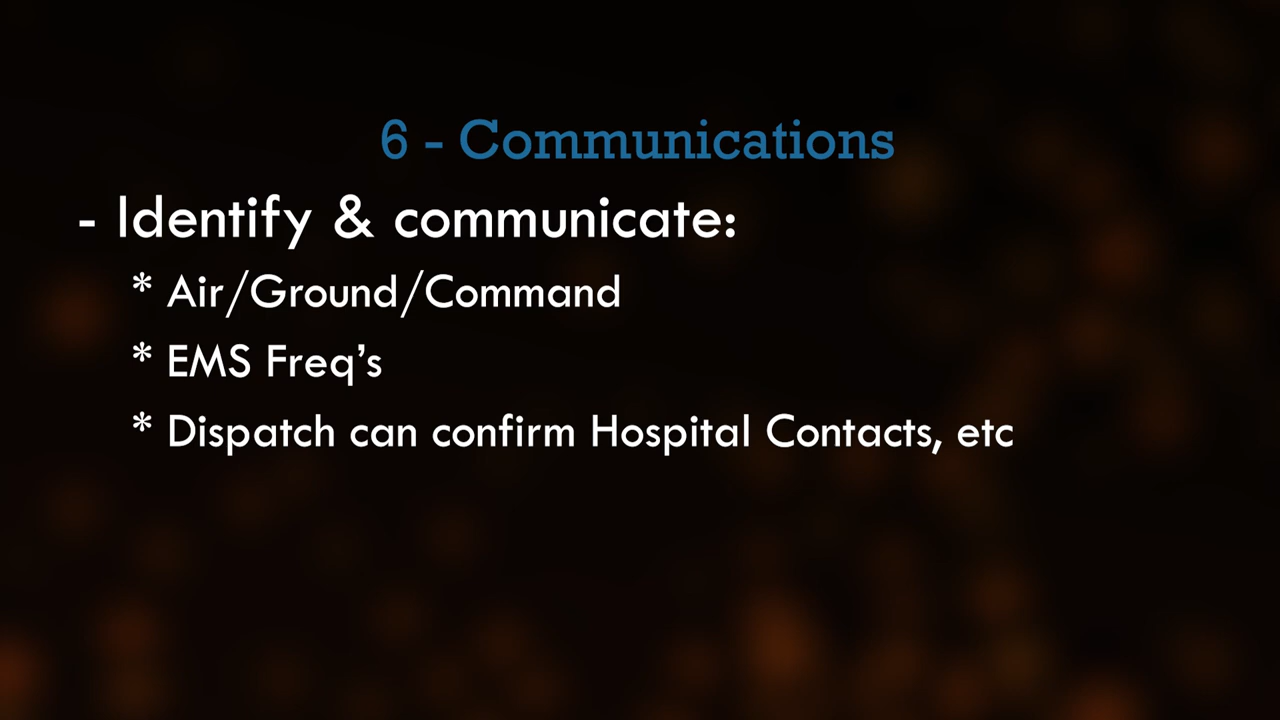 6 - Communications
- Identify & communicate:
* Air/Ground/Command
* EMS Freq’s
* Dispatch can confirm Hospital Contacts, etc